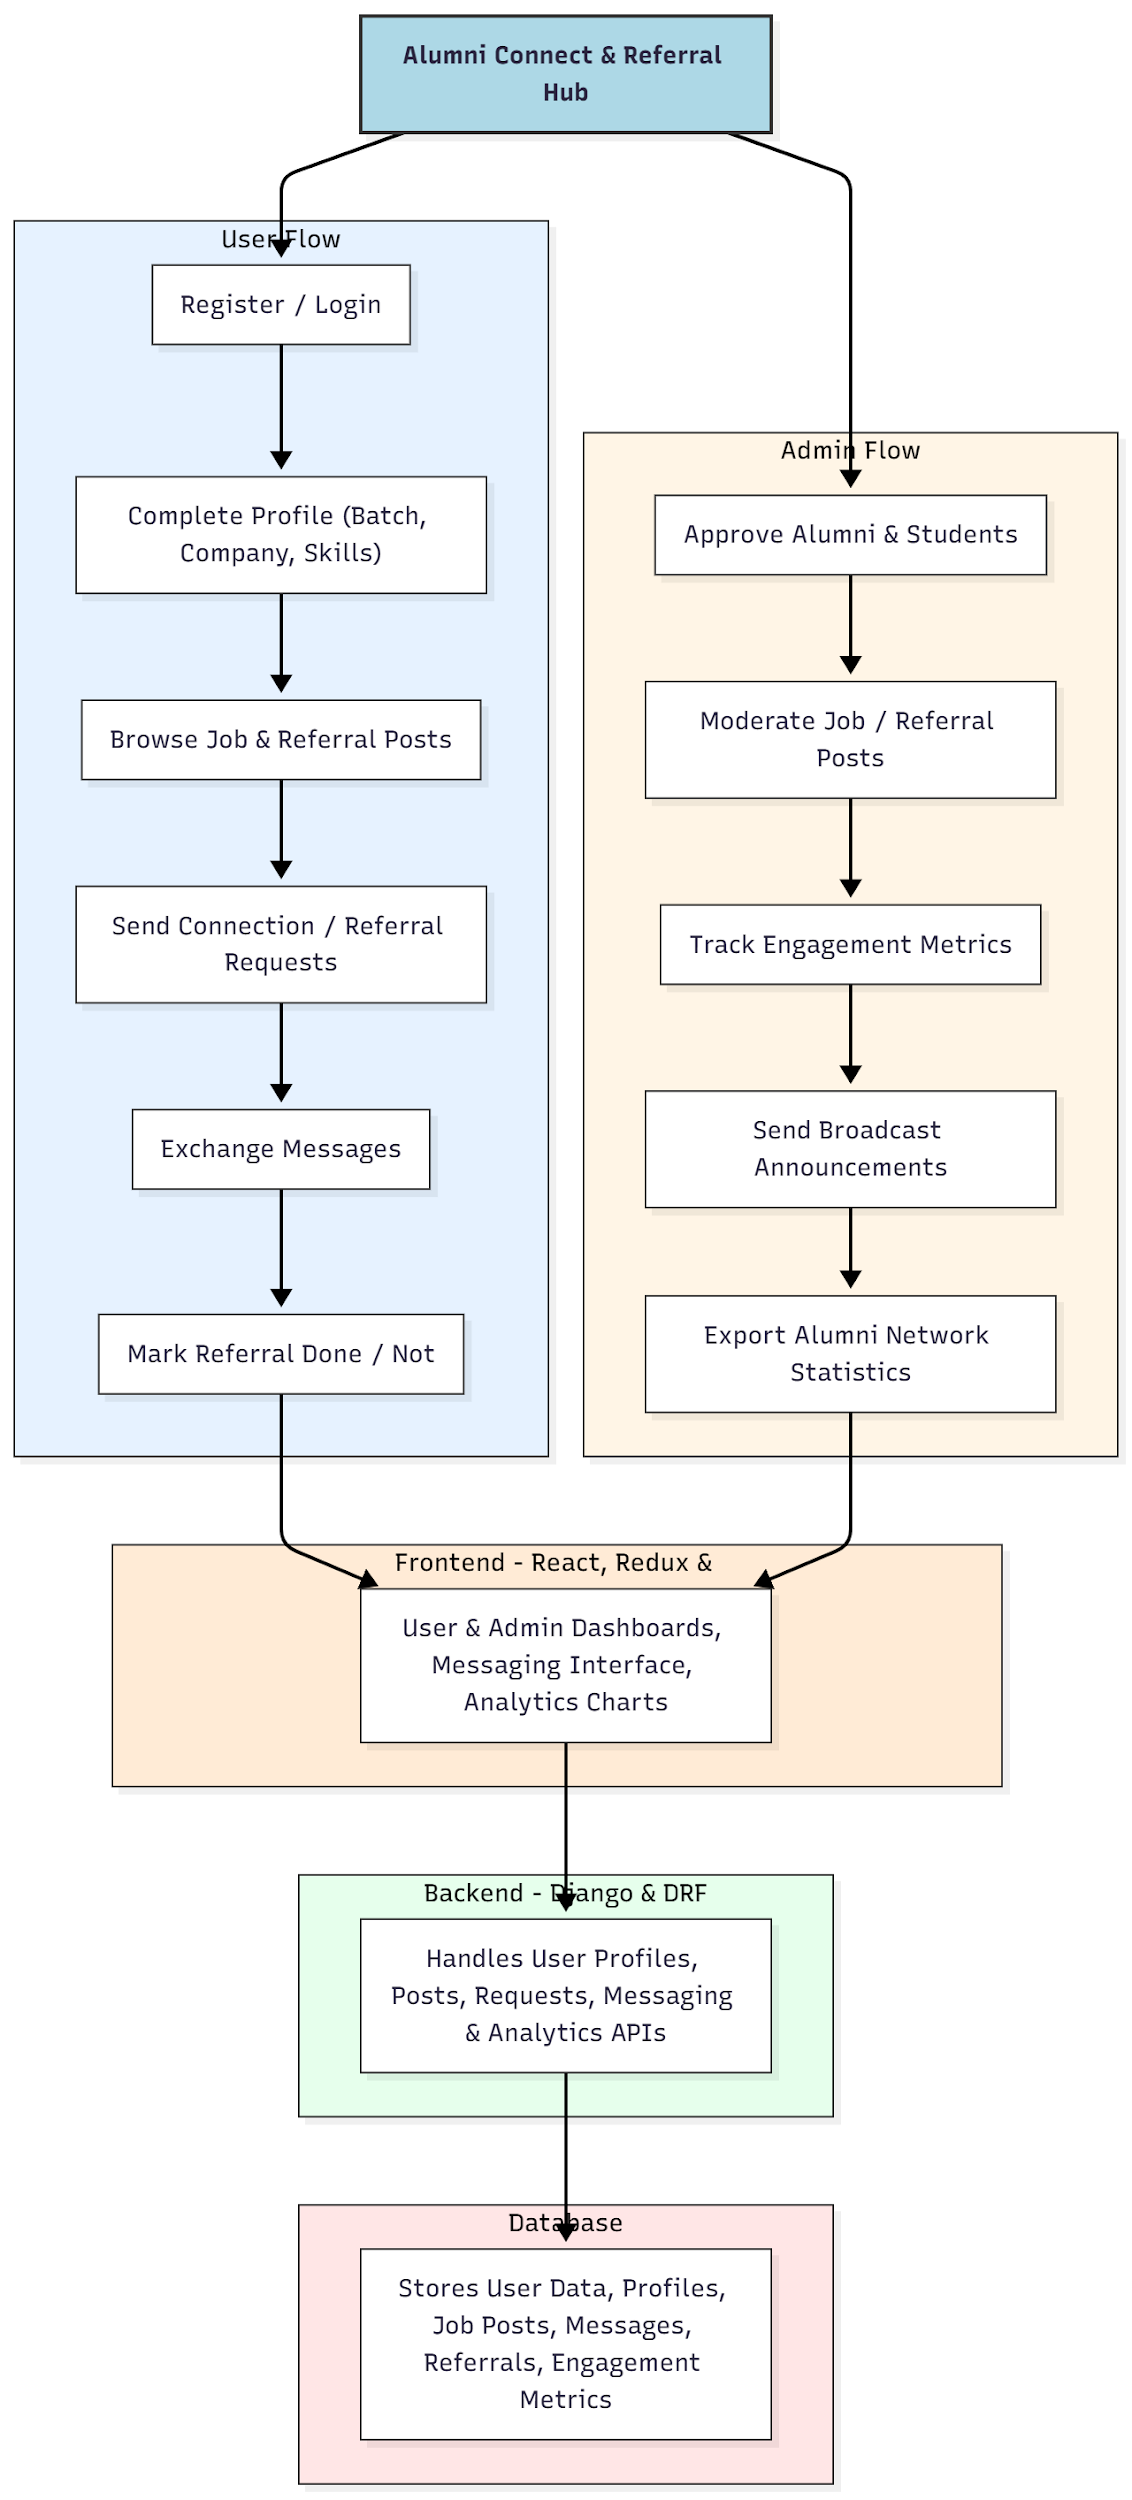 Alumni Connect & Referral
Hub
User Flow
Register / Login
Complete Profile (Batch,
Company, Skills)
Browse Job & Referral Posts
Send Connection / Referral
Requests
Exchange Messages
Mark Referral Done / Not
Admin Flow
Approve Alumni & Students
Moderate Job / Referral
Posts
Track Engagement Metrics
Send Broadcast
Announcements
Export Alumni Network
Statistics
Frontend - React, Redux &
User & Admin Dashboards,
Messaging Interface,
Analytics Charts
Backend - Django & DRF
Handles User Profiles,
Posts, Requests, Messaging
& Analytics APIs
Database
Stores User Data, Profiles,
Job Posts, Messages,
Referrals, Engagement
Metrics